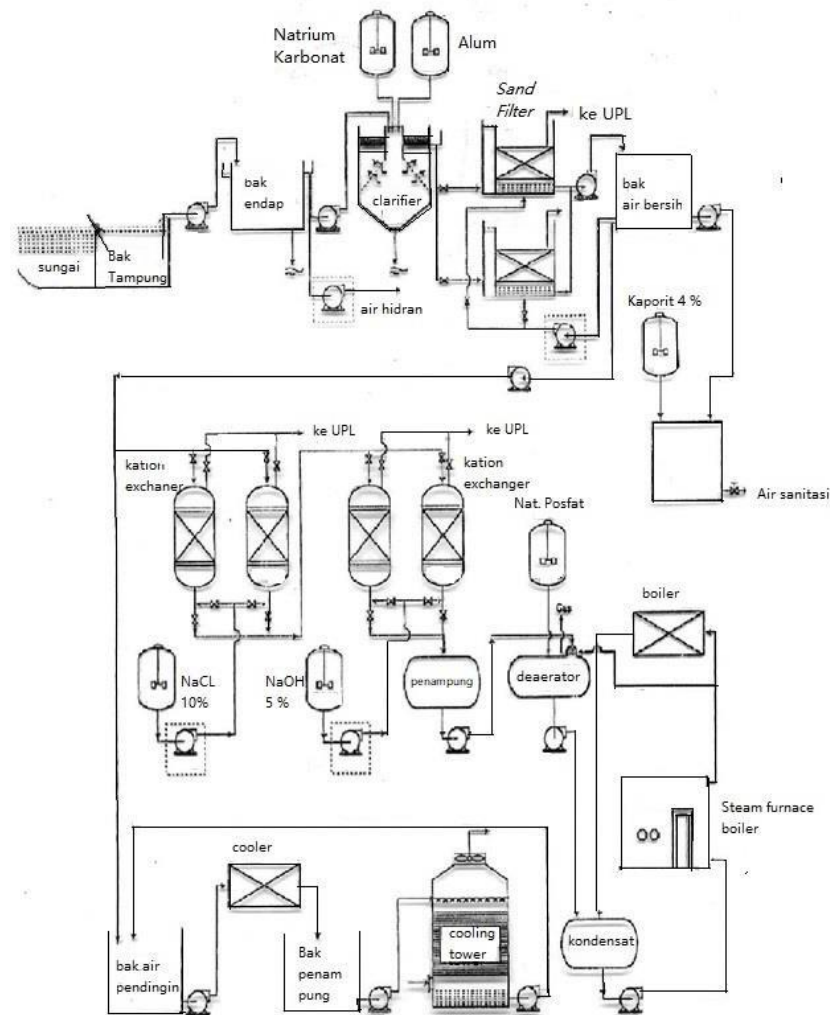 Natrium
Karbonat
Alum
Sand
Filter
ke UPL
bak
endap
clarifier
bak
air bersih
sungai
Bak
Tampung
air hidran
Kaporit 4 %
ke UPL
ke UPL
kation
exchaner
kation
exchanger
Nat. Posfat
Air sanitasi
Gas
boiler
NaCL
10%
NaOH
5 %
penampung
deaerator
Steam furnace
boiler
cooler
cooling
tower
kondensat
bak air
pendingin
Bak
penam
pung